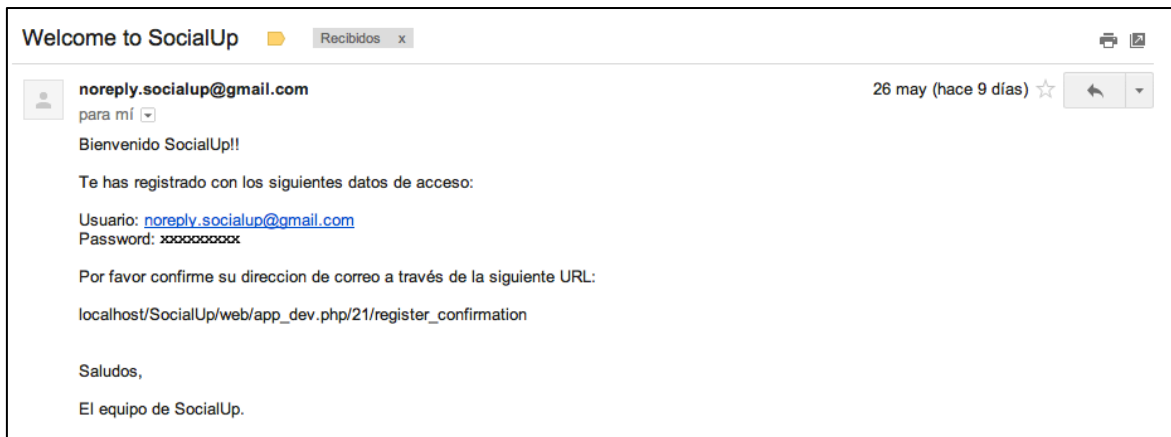 Welcome to SocialUp Recibidos x
noreply.socialup@gmail.com 26 may (hace 9 días)
para mí
Bienvenido SocialUp!!
Te has registrado con los siguientes datos de acceso:
Usuario: noreply.socialup@gmail.com
Password: xxxxxxxxx
Por favor confirme su direccion de correo a través de la siguiente URL:
localhost/SocialUp/web/app_dev.php/21/register_confirmation
Saludos,
El equipo de SocialUp.